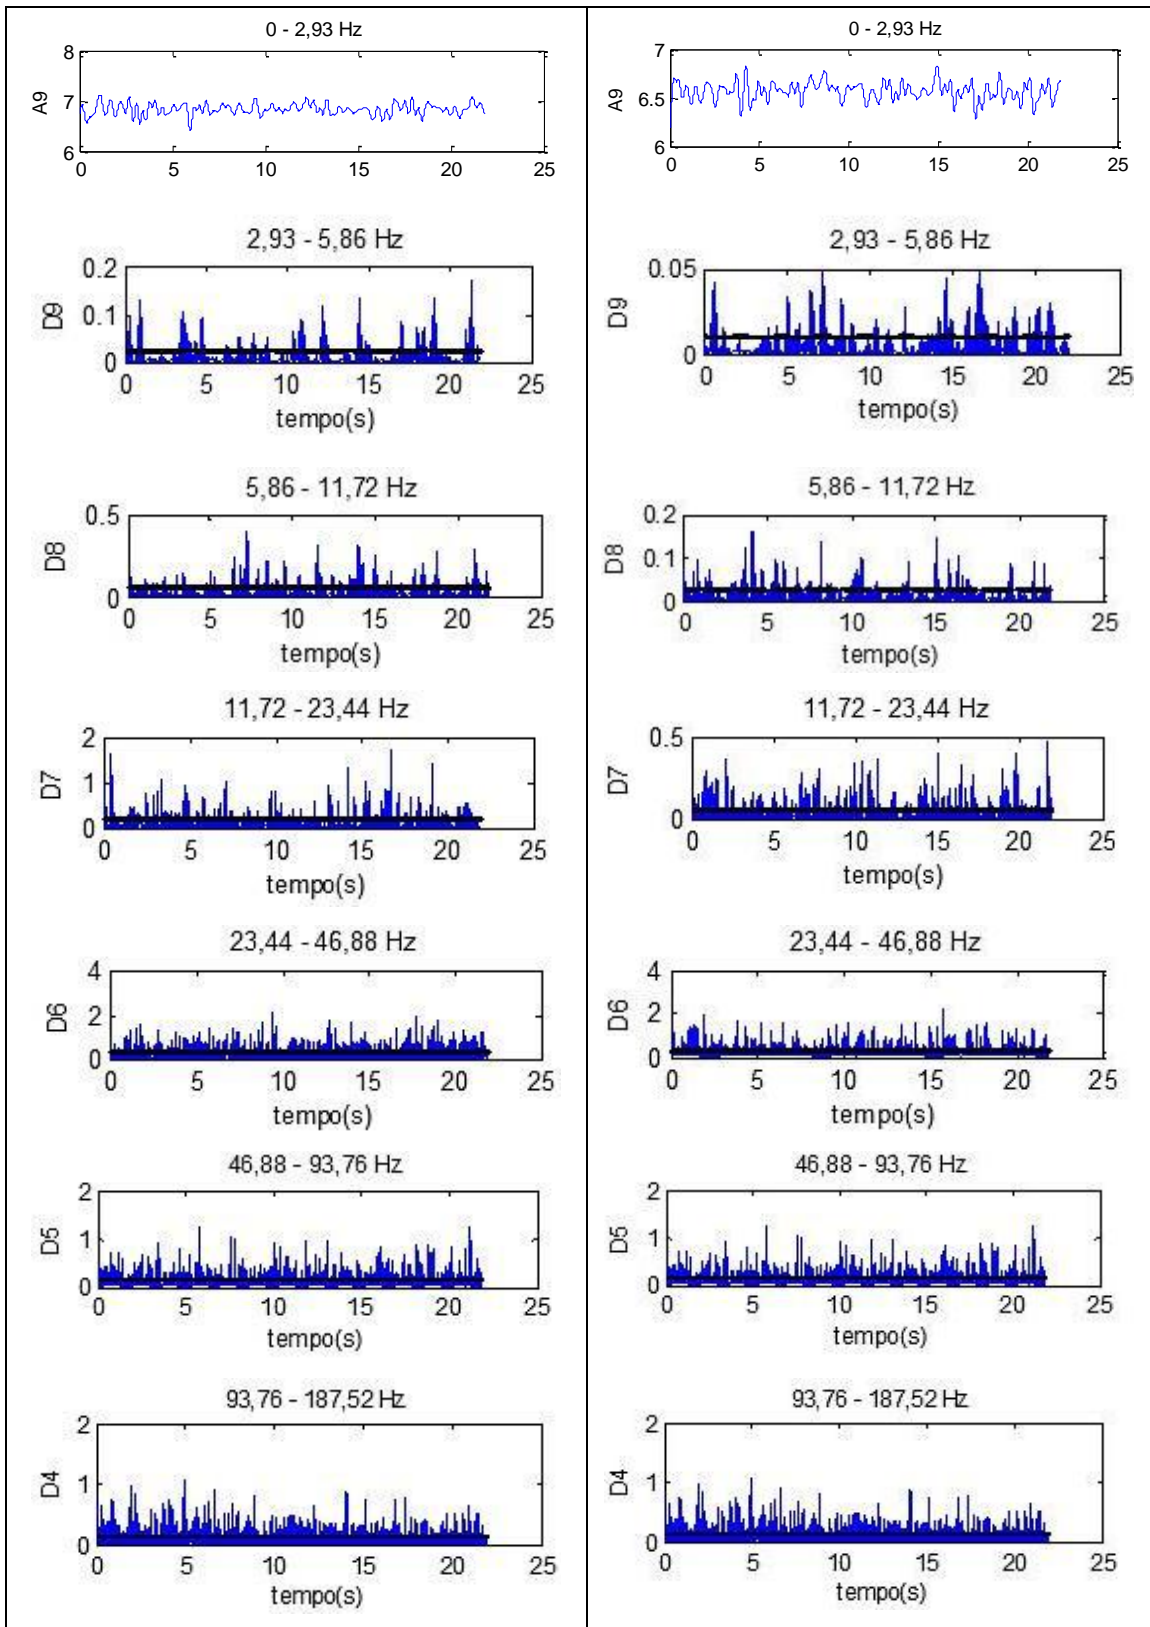 0 - 2,93 Hz
8
7
6
A9
0 5 10 15 20 25
2,93 - 5,86 Hz
0.2
0.1
0
D9
0 5 10 15 20 25
tempo(s)
5,86 - 11,72 Hz
0.5
0
D8
0 5 10 15 20 25
tempo(s)
11,72 - 23,44 Hz
2
1
0
D7
0 5 10 15 20 25
tempo(s)
23,44 - 46,88 Hz
4
2
0
D6
0 5 10 15 20 25
tempo(s)
46,88 - 93,76 Hz
2
1
0
D5
0 5 10 15 20 25
tempo(s)
93,76 - 187,52 Hz
2
1
0
D4
0 5 10 15 20 25
tempo(s)
0 - 2,93 Hz
7
6.5
6
A9
0 5 10 15 20 25
2,93 - 5,86 Hz
0.05
0
D9
0 5 10 15 20 25
tempo(s)
5,86 - 11,72 Hz
0.2
0.1
0
D8
0 5 10 15 20 25
tempo(s)
11,72 - 23,44 Hz
0.5
0
D7
0 5 10 15 20 25
tempo(s)
23,44 - 46,88 Hz
4
2
0
D6
0 5 10 15 20 25
tempo(s)
46,88 - 93,76 Hz
2
1
0
D5
0 5 10 15 20 25
tempo(s)
93,76 - 187,52 Hz
2
1
0
D4
0 5 10 15 20 25
tempo(s)